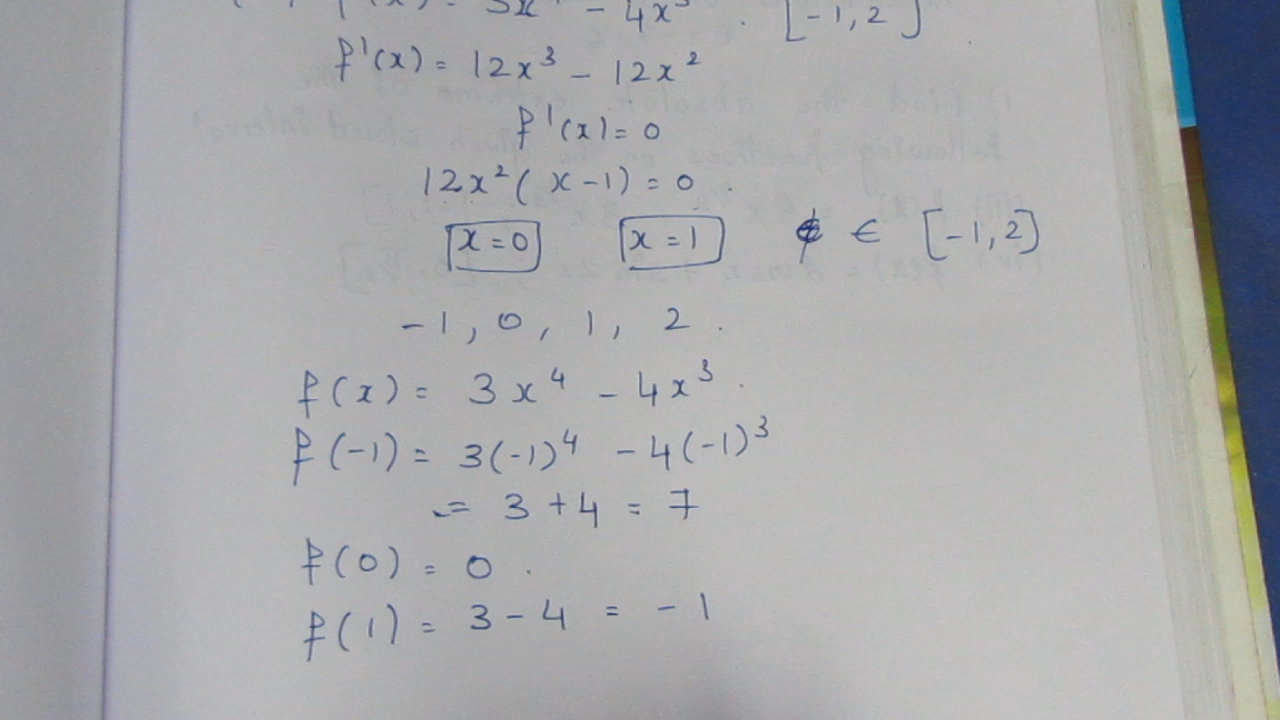 f'(x) = 12x³ - 12x²
f'(x) = 0
12x²(x-1) = 0 .
x = 0 x = 1 ∈ [-1, 2]
-1, 0, 1, 2 .
f(x) = 3x⁴ - 4x³ .
f(-1) = 3(-1)⁴ - 4(-1)³
= 3 + 4 = 7
f(0) = 0 .
f(1) = 3 - 4 = -1